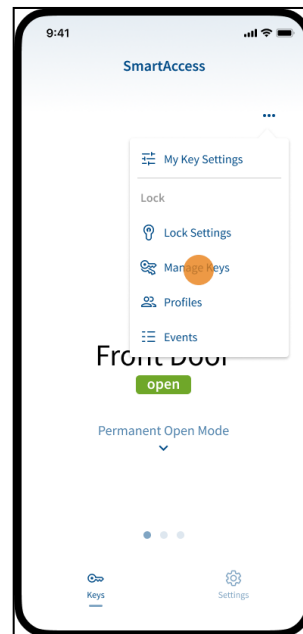 9:41
SmartAccess
My Key Settings
Lock
Lock Settings
Manage Keys
Profiles
Events
Front Door
open
Permanent Open Mode
Keys
Settings